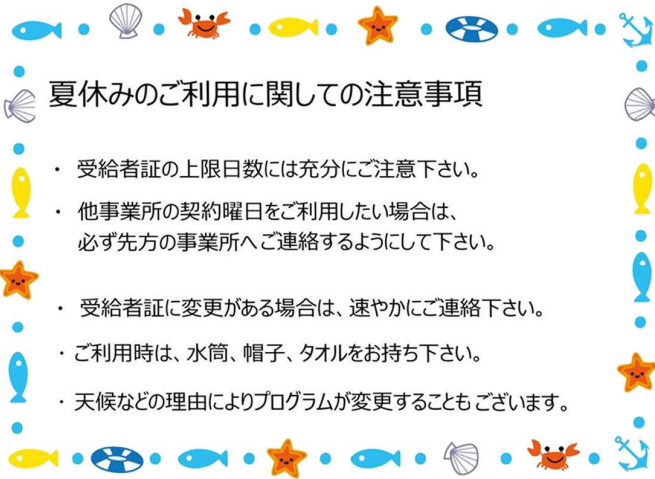 夏休みのご利用に関しての注意事項
・ 受給者証の上限日数には充分にご注意下さい。
・ 他事業所の契約曜日をご利用したい場合は、
必ず先方の事業所へご連絡するようにして下さい。
・ 受給者証に変更がある場合は、速やかにご連絡下さい。
・ご利用時は、水筒、帽子、タオルをお持ち下さい。
・天候などの理由によりプログラムが変更することもございます。